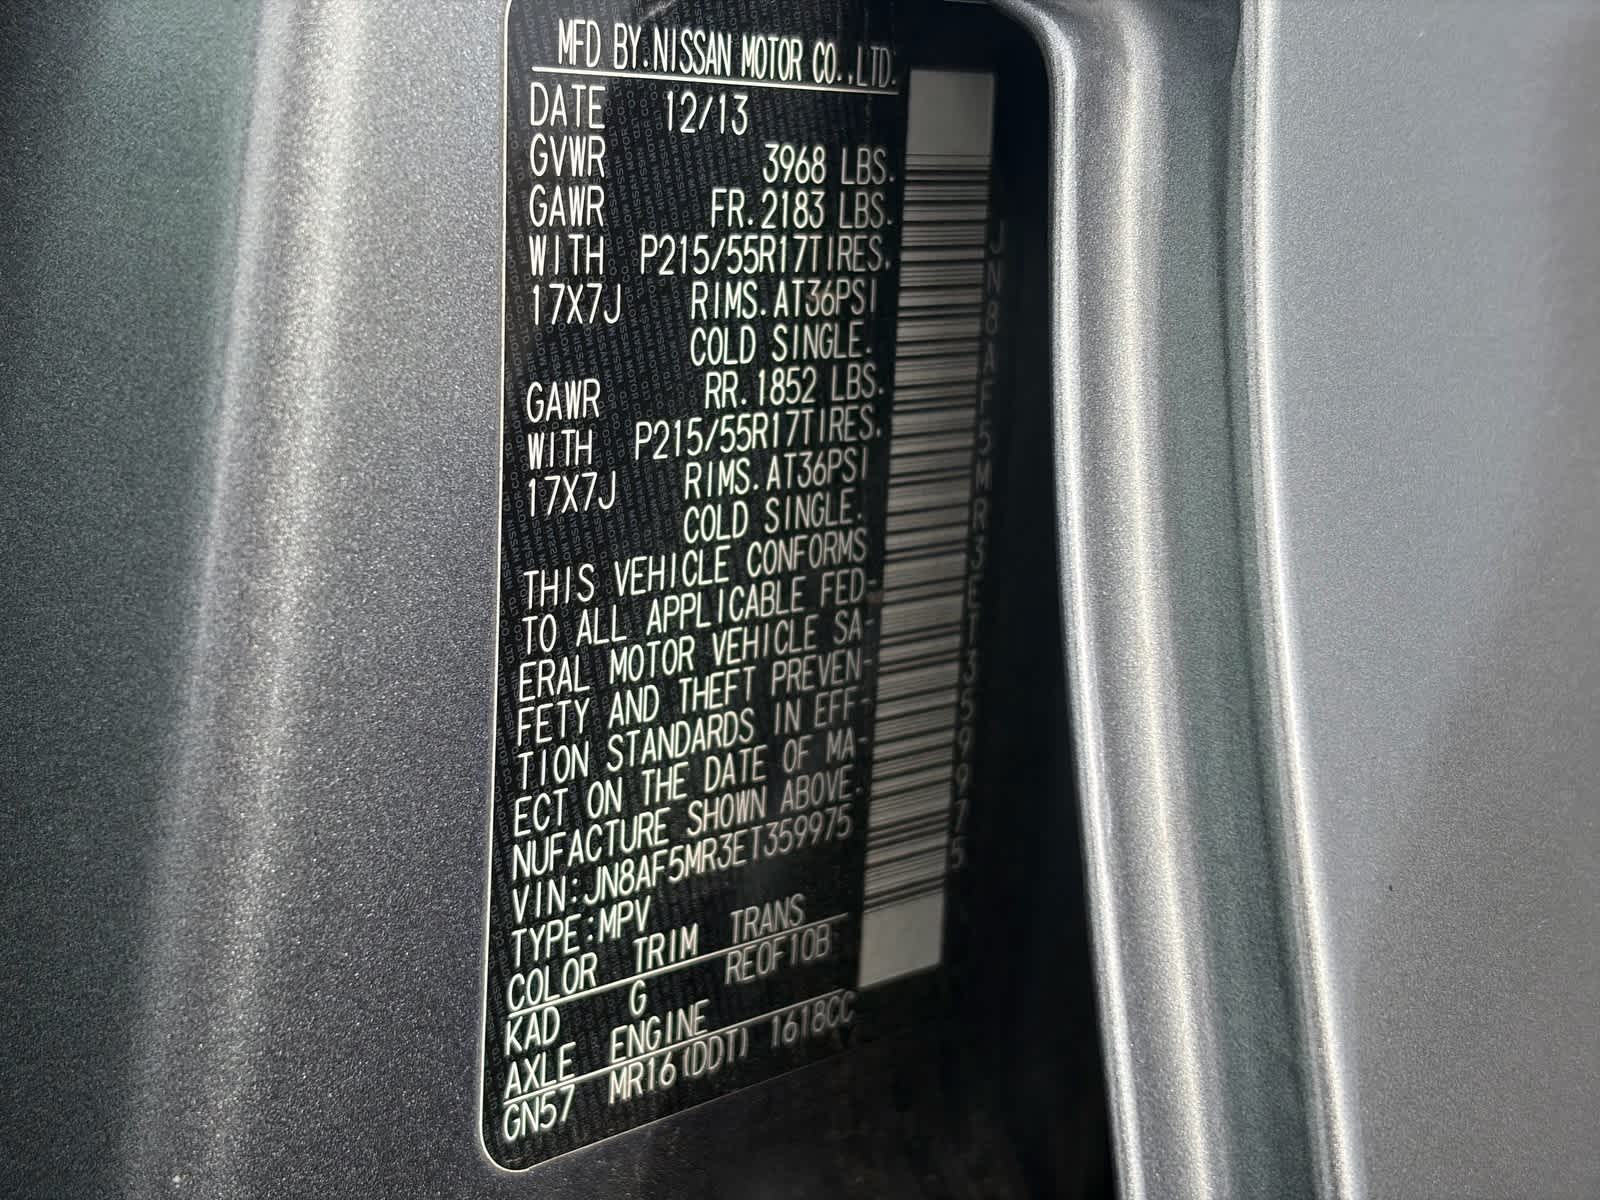 MFD BY.NISSAN MOTOR CO.,LTD.
DATE 12/13
GVWR 3968 LBS.
GAWR FR.2183 LBS.
WITH P215/55R17TIRES.
17X7J RIMS.AT36PSI
COLD SINGLE.
GAWR RR.1852 LBS.
WITH P215/55R17TIRES.
17X7J RIMS.AT36PSI
COLD SINGLE.
THIS VEHICLE CONFORMS
TO ALL APPLICABLE FED-
ERAL MOTOR VEHICLE SA-
FETY AND THEFT PREVEN-
TION STANDARDS IN EFF-
ECT ON THE DATE OF MA-
NUFACTURE SHOWN ABOVE.
VIN:JN8AF5MR3ET359975
TYPE:MPV
COLOR TRIM TRANS
KAD G RE0F10B
AXLE ENGINE
GN57 MR16(DDT) 1618CC
JN8AF5MR3ET359975